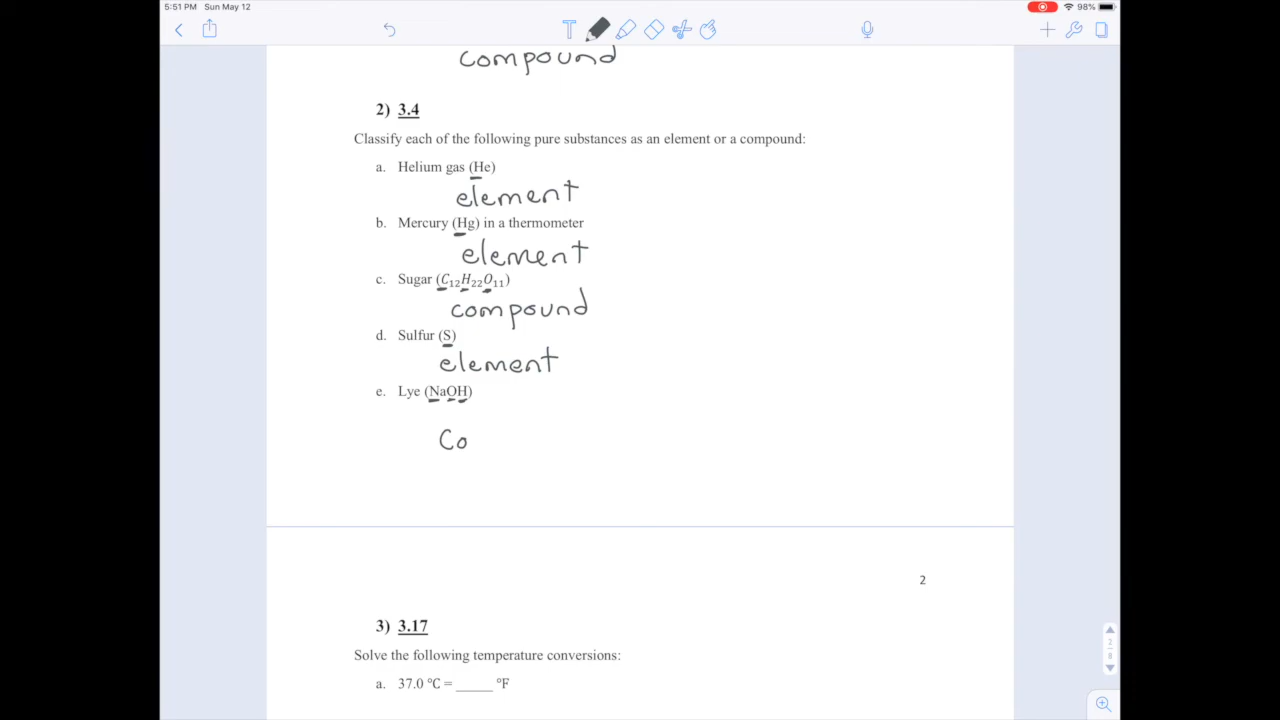 5:51 PM Sun May 12 98%
T
compound
2) 3.4
Classify each of the following pure substances as an element or a compound:
a. Helium gas (He)
element
b. Mercury (Hg) in a thermometer
element
c. Sugar (C₁₂H₂₂O₁₁)
compound
d. Sulfur (S)
element
e. Lye (NaOH)
Co
2
3) 3.17
Solve the following temperature conversions:
2
8
a. 37.0 °C = _____ °F